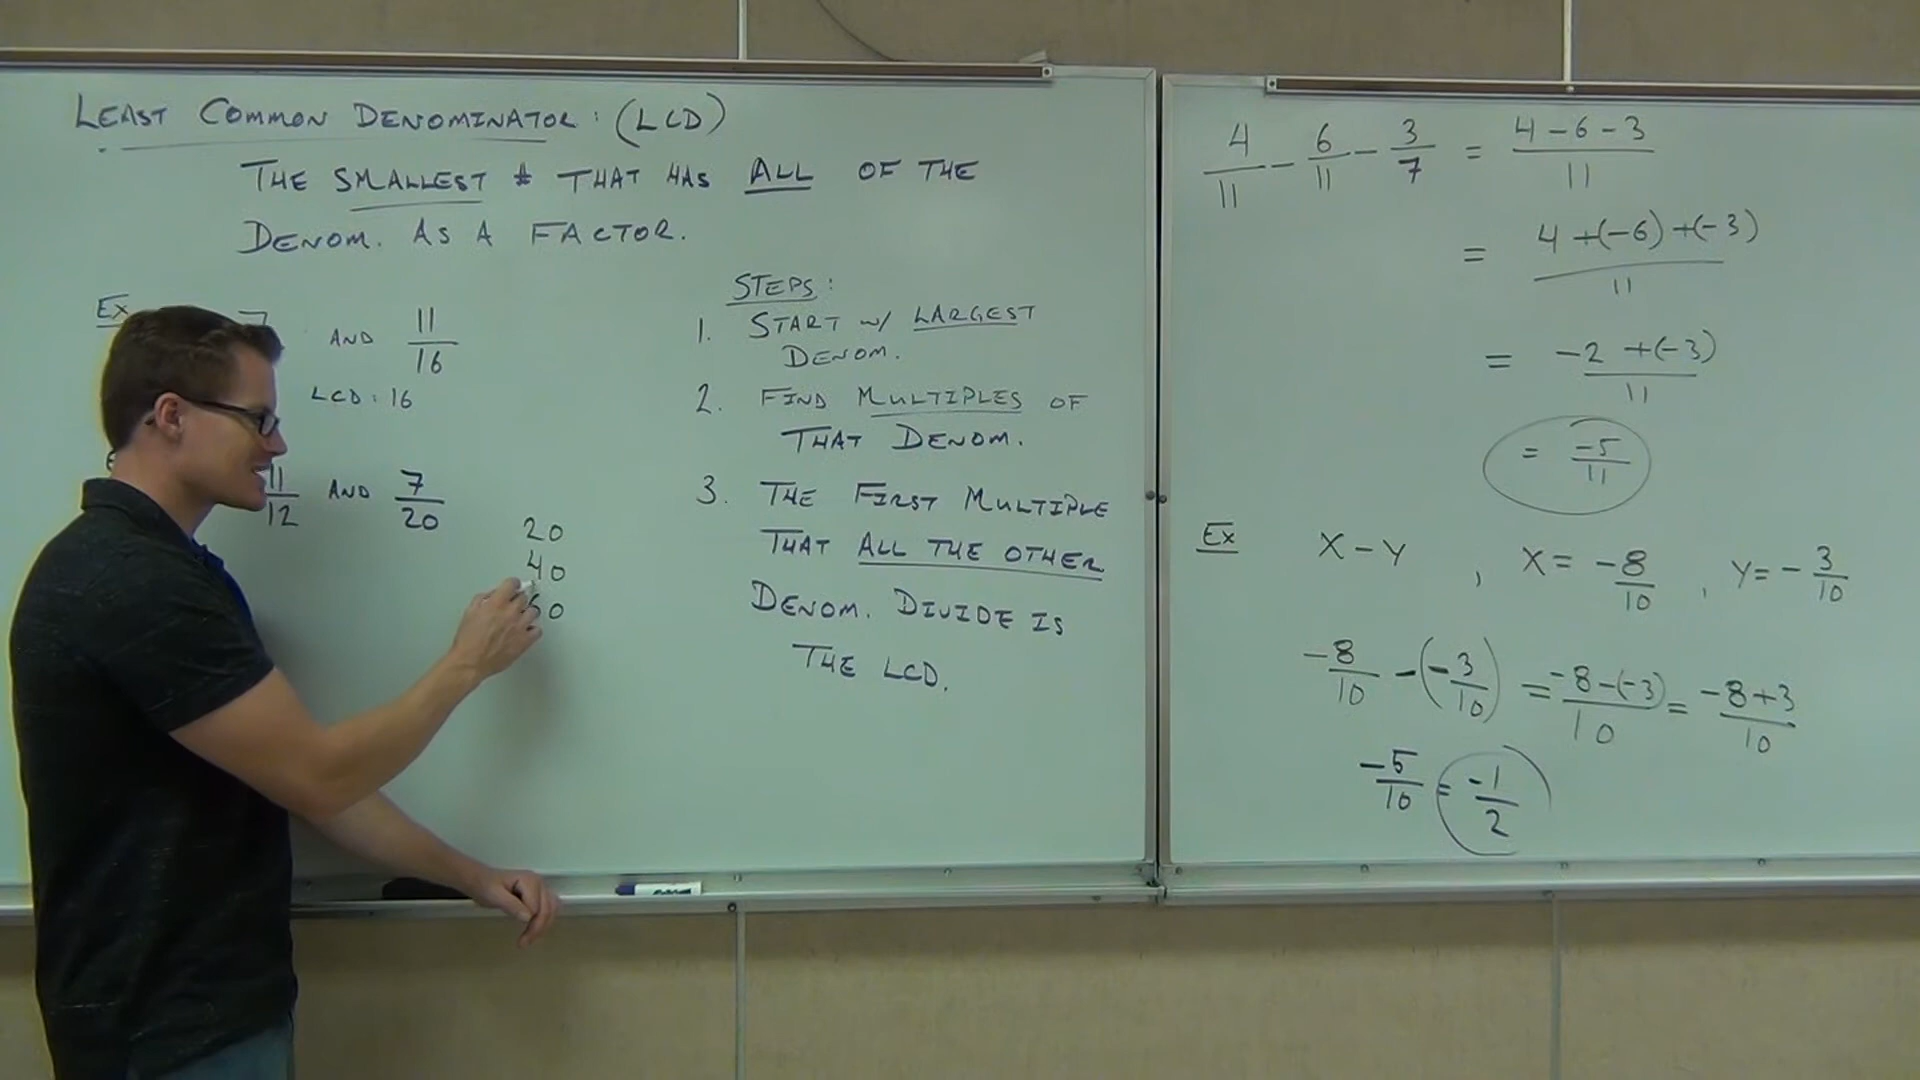 LEAST COMMON DENOMINATOR: (LCD)
THE SMALLEST # THAT HAS ALL OF THE
DENOM. AS A FACTOR.
Ex
AND 11/16
LCD: 16
11/12 AND 7/20
20
40
60
STEPS:
1. START w/ LARGEST
DENOM.
2. FIND MULTIPLES OF
THAT DENOM.
3. THE FIRST MULTIPLE
THAT ALL THE OTHER
DENOM. DIVIDE IS
THE LCD.
4/11 - 6/11 - 3/7 = (4-6-3)/11
= (4+(-6)+(-3))/11
= (-2+(-3))/11
= -5/11
Ex X-Y, X= -8/10, Y= -3/10
-8/10 - (-3/10) = (-8-(-3))/10 = (-8+3)/10
-5/10 = -1/2